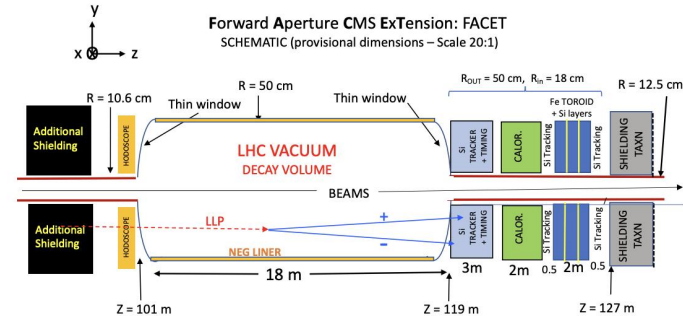 y
x
z
Forward Aperture CMS ExTension: FACET
SCHEMATIC (provisional dimensions – Scale 20:1)
R = 10.6 cm
Thin window
R = 50 cm
Thin window
R_OUT = 50 cm, R_in = 18 cm
R = 12.5 cm
Fe TOROID
+ Si layers
Additional
Shielding
HODOSCOPE
LHC VACUUM
DECAY VOLUME
Si
TRACKER
+ TIMING
CALOR.
Si Tracking
Si Tracking
SHIELDING
TAXN
BEAMS
Additional
Shielding
HODOSCOPE
LLP
+
–
NEG LINER
18 m
Si
TRACKER
+ TIMING
CALOR.
Si Tracking
Si Tracking
SHIELDING
TAXN
3m
2m
0.5
2m
0.5
Z = 101 m
Z = 119 m
Z = 127 m